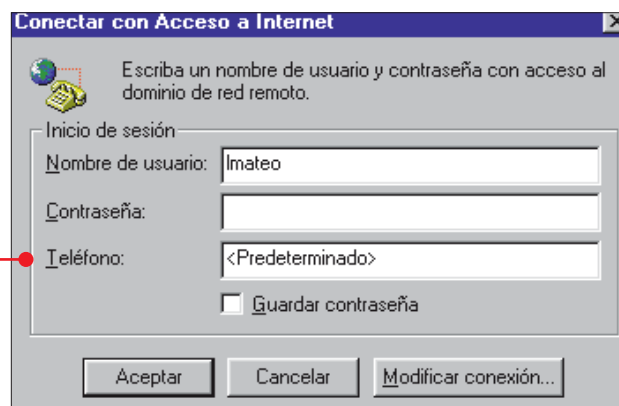 Conectar con Acceso a Internet
Escriba un nombre de usuario y contraseña con acceso al
dominio de red remoto.
Inicio de sesión
Nombre de usuario: lmateo
Contraseña:
Teléfono: <Predeterminado>
Guardar contraseña
Aceptar Cancelar Modificar conexión...